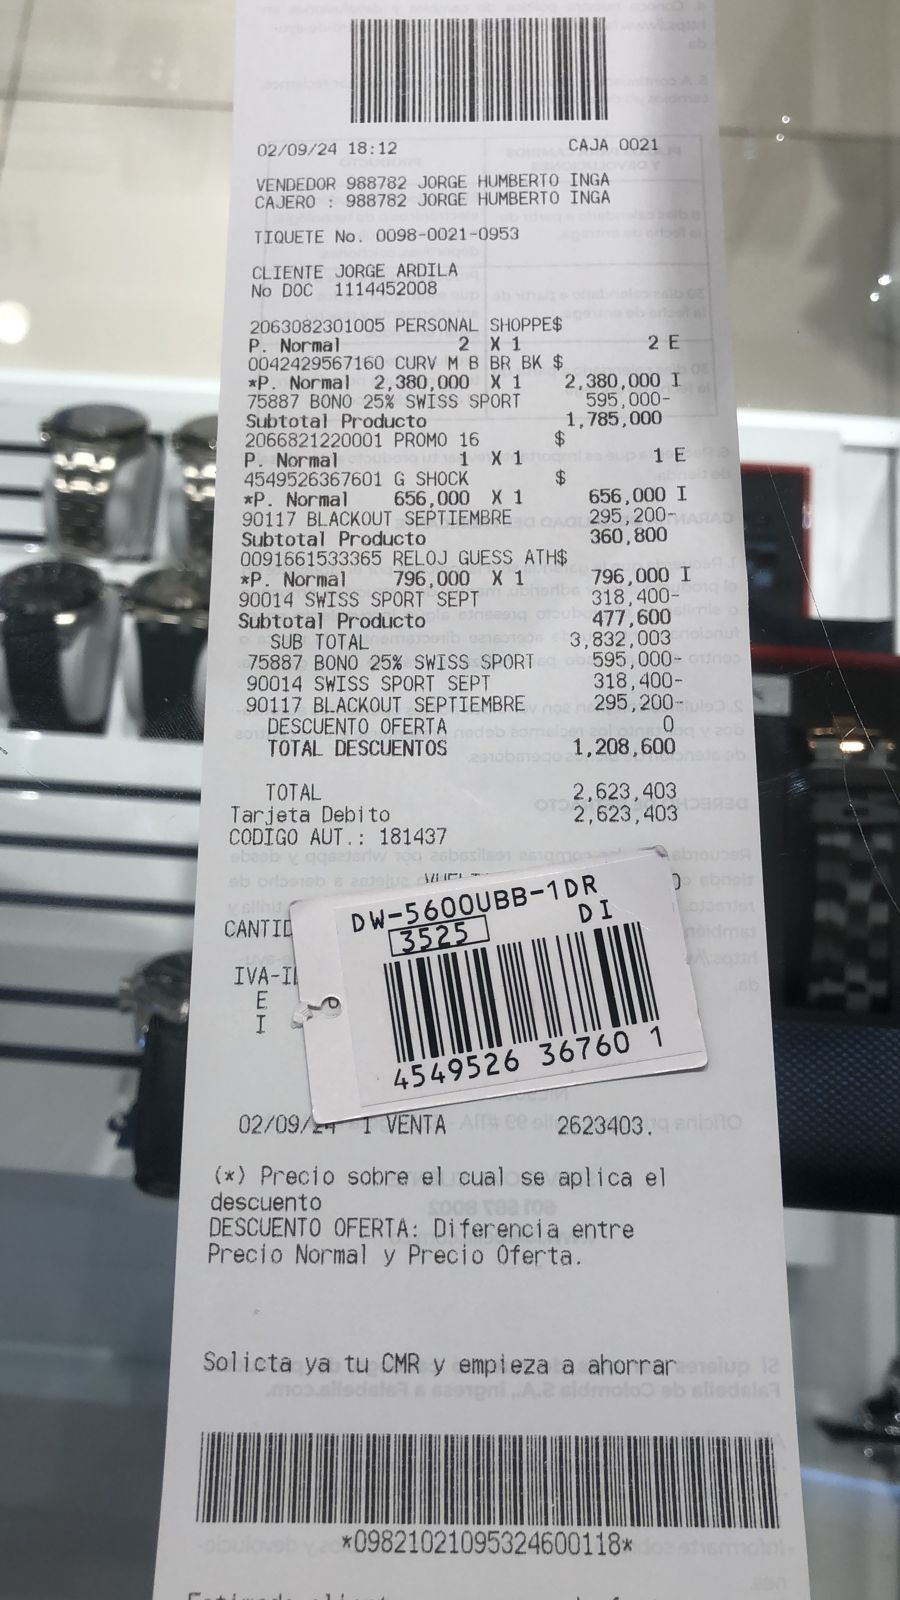 02/09/24 18:12 CAJA 0021
VENDEDOR 988782 JORGE HUMBERTO INGA
CAJERO : 988782 JORGE HUMBERTO INGA
TIQUETE No. 0098-0021-0953
CLIENTE JORGE ARDILA
No DOC 1114452008
2063082301005 PERSONAL SHOPPE$
P. Normal 2 X 1 2 E
0042429567160 CURV M B BR BK $
*P. Normal 2,380,000 X 1 2,380,000 I
75887 BONO 25% SWISS SPORT 595,000-
Subtotal Producto 1,785,000
2066821220001 PROMO 16 $
P. Normal 1 X 1 1 E
4549526367601 G SHOCK $
*P. Normal 656,000 X 1 656,000 I
90117 BLACKOUT SEPTIEMBRE 295,200-
Subtotal Producto 360,800
0091661533365 RELOJ GUESS ATH$
*P. Normal 796,000 X 1 796,000 I
90014 SWISS SPORT SEPT 318,400-
Subtotal Producto 477,600
SUB TOTAL 3,832,003
75887 BONO 25% SWISS SPORT 595,000-
90014 SWISS SPORT SEPT 318,400-
90117 BLACKOUT SEPTIEMBRE 295,200-
DESCUENTO OFERTA 0
TOTAL DESCUENTOS 1,208,600
TOTAL 2,623,403
Tarjeta Debito 2,623,403
CODIGO AUT.: 181437
DW-5600UBB-1DR
3525 DI
CANTID
IVA-I
E
I
4549526 36760 1
02/09/24 1 VENTA 2623403.
(*) Precio sobre el cual se aplica el
descuento
DESCUENTO OFERTA: Diferencia entre
Precio Normal y Precio Oferta.
Solicta ya tu CMR y empieza a ahorrar
*09821021095324600118*